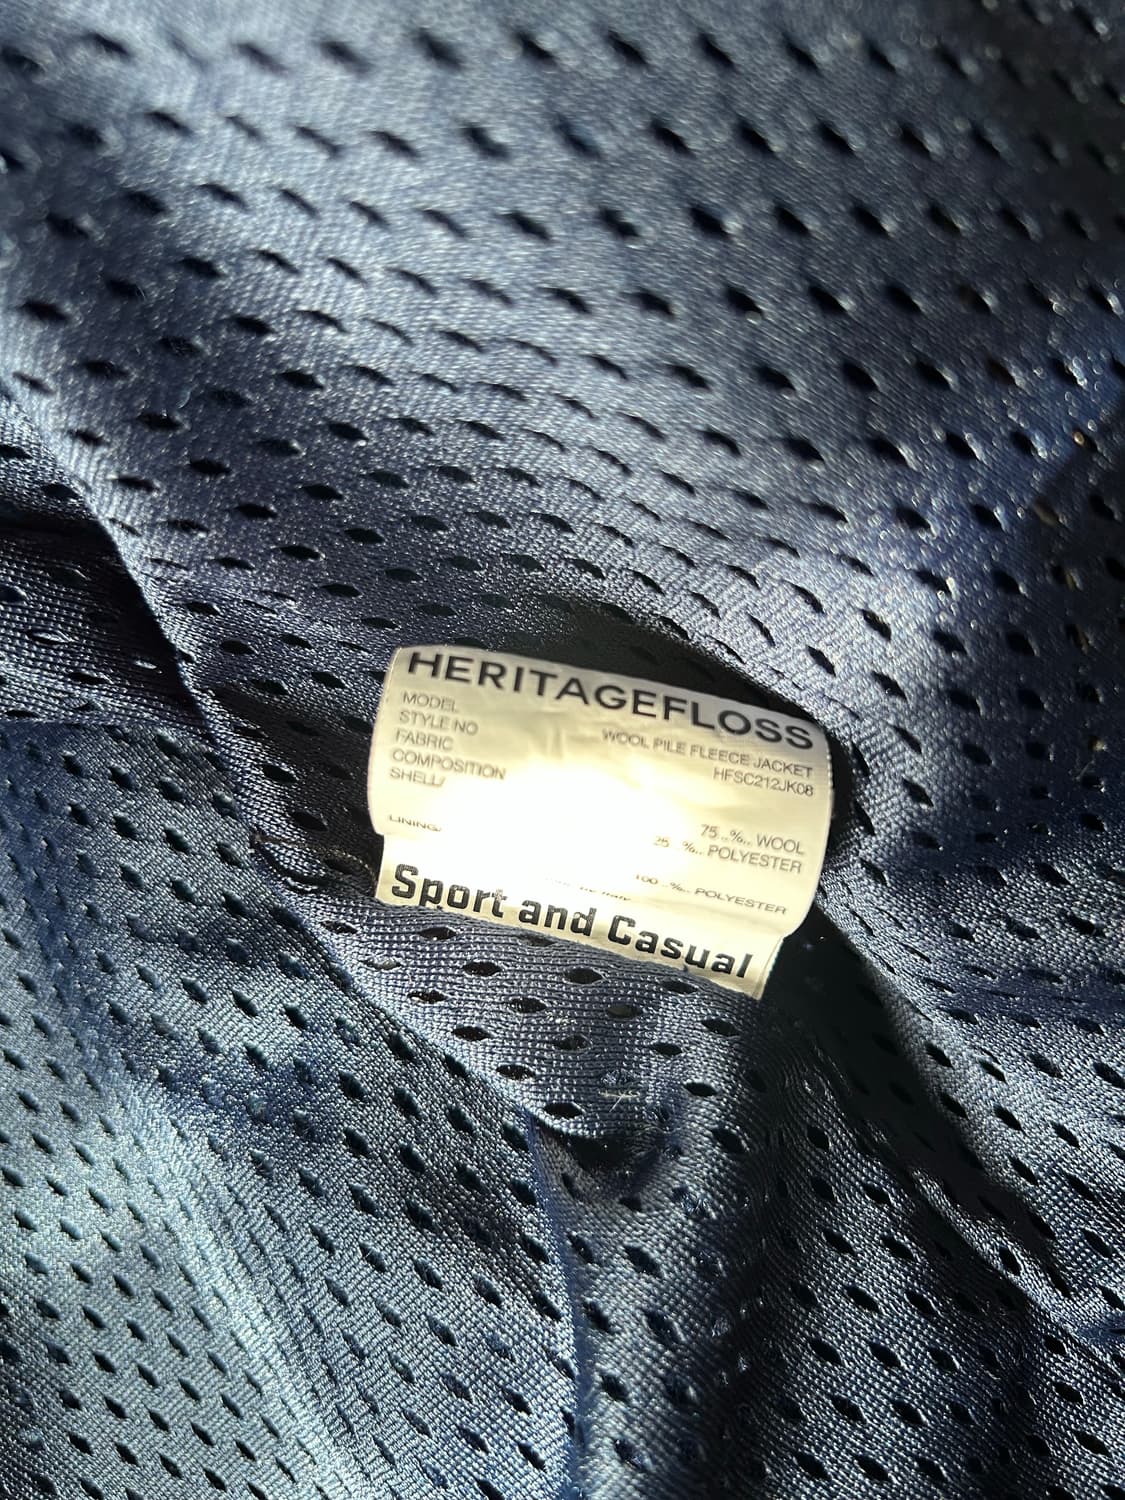 HERITAGEFLOSS
MODEL WOOL PILE FLEECE JACKET
STYLE NO HFSC212JK08
FABRIC
COMPOSITION
SHELL/ 75..%.. WOOL
25 ..%.. POLYESTER
LINING/ 100 ..%.. POLYESTER
Sport and Casual